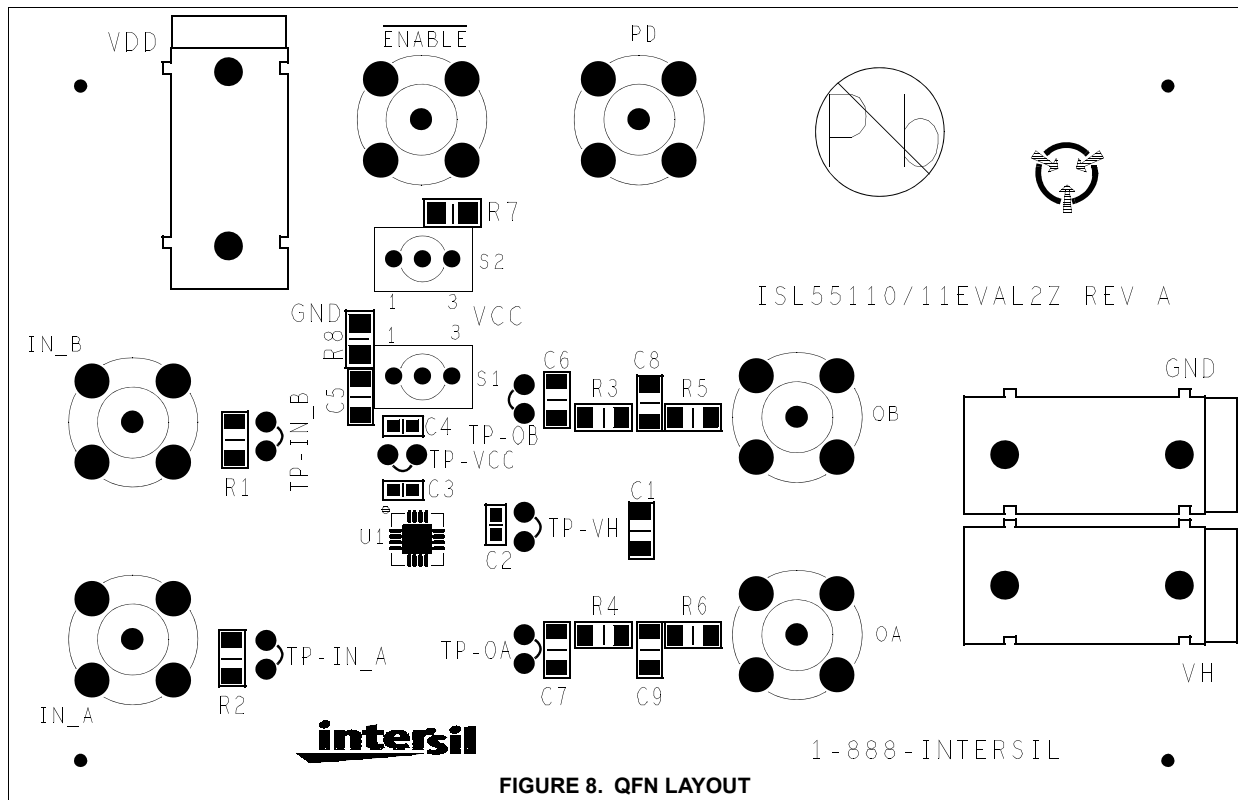 VDD
ENABLE
PD
R7
S2
1 3
GND
VCC
ISL55110/11EVAL2Z REV A
R8
1 3
IN_B
S1
C6
C8
GND
R3
R5
C5
TP-IN_B
C4
TP-OB
OB
TP-VCC
R1
C3
C1
U1
TP-VH
C2
R4
R6
TP-IN_A
TP-OA
OA
VH
R2
C7
C9
IN_A
intersil
1-888-INTERSIL
FIGURE 8. QFN LAYOUT